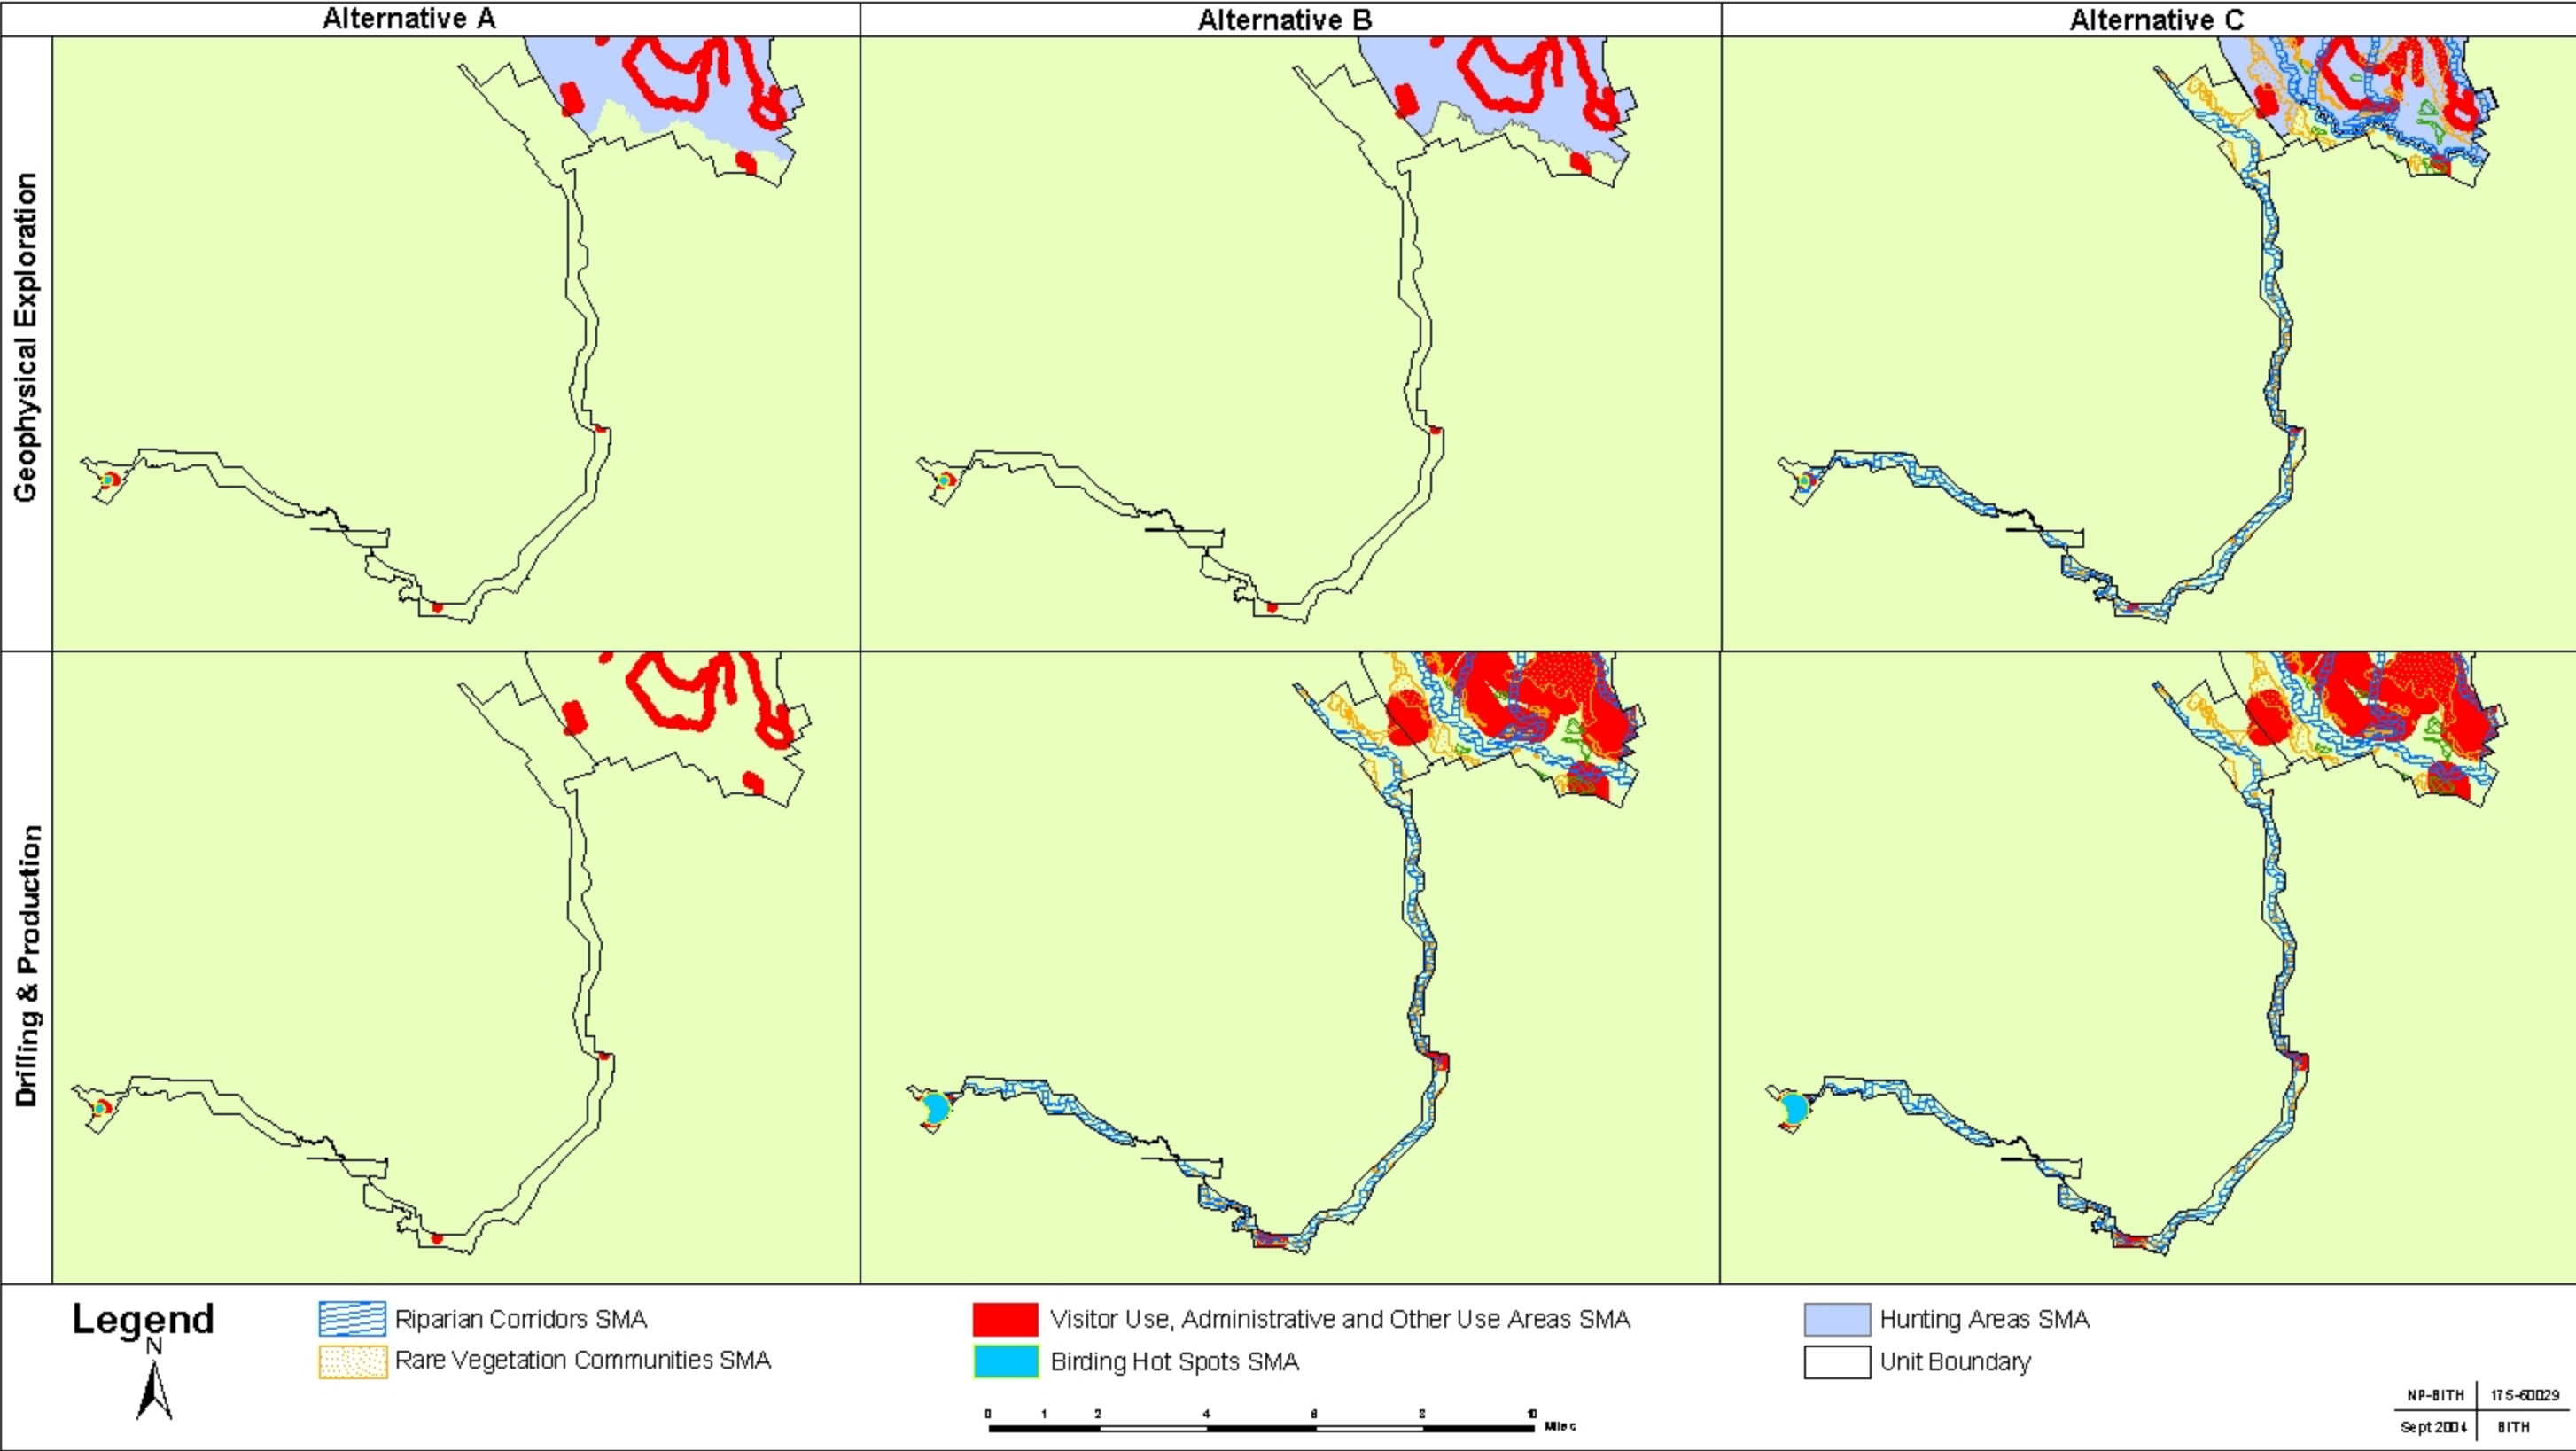 Alternative A
Alternative B
Alternative C
Geophysical Exploration
Drilling & Production
Legend
N
Riparian Corridors SMA
Rare Vegetation Communities SMA
Visitor Use, Administrative and Other Use Areas SMA
Birding Hot Spots SMA
Hunting Areas SMA
Unit Boundary
0 1 2 4 6 8 10 Miles
NP-BITH 175-60029
Sept 2004 BITH